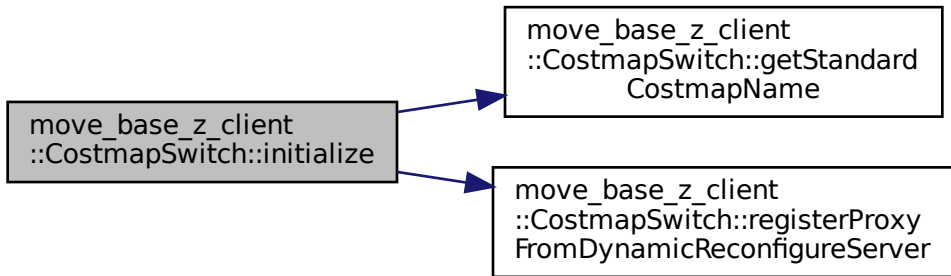 move_base_z_client
::CostmapSwitch::initialize
move_base_z_client
::CostmapSwitch::getStandard
CostmapName
move_base_z_client
::CostmapSwitch::registerProxy
FromDynamicReconfigureServer